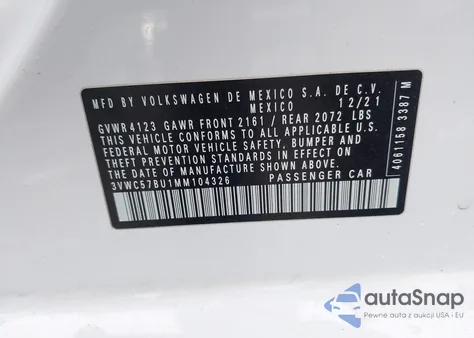 MFD BY VOLKSWAGEN DE MEXICO S.A. DE C.V.
MEXICO 12/21
GVWR 4123 GAWR FRONT 2161 / REAR 2072 LBS
THIS VEHICLE CONFORMS TO ALL APPLICABLE U.S.
FEDERAL MOTOR VEHICLE SAFETY, BUMPER AND
THEFT PREVENTION STANDARDS IN EFFECT ON
THE DATE OF MANUFACTURE SHOWN ABOVE.
3VWC57BU1MM104326 PASSENGER CAR
4061158 3387 M
autoSnap
Pewne auta z aukcji USA i EU